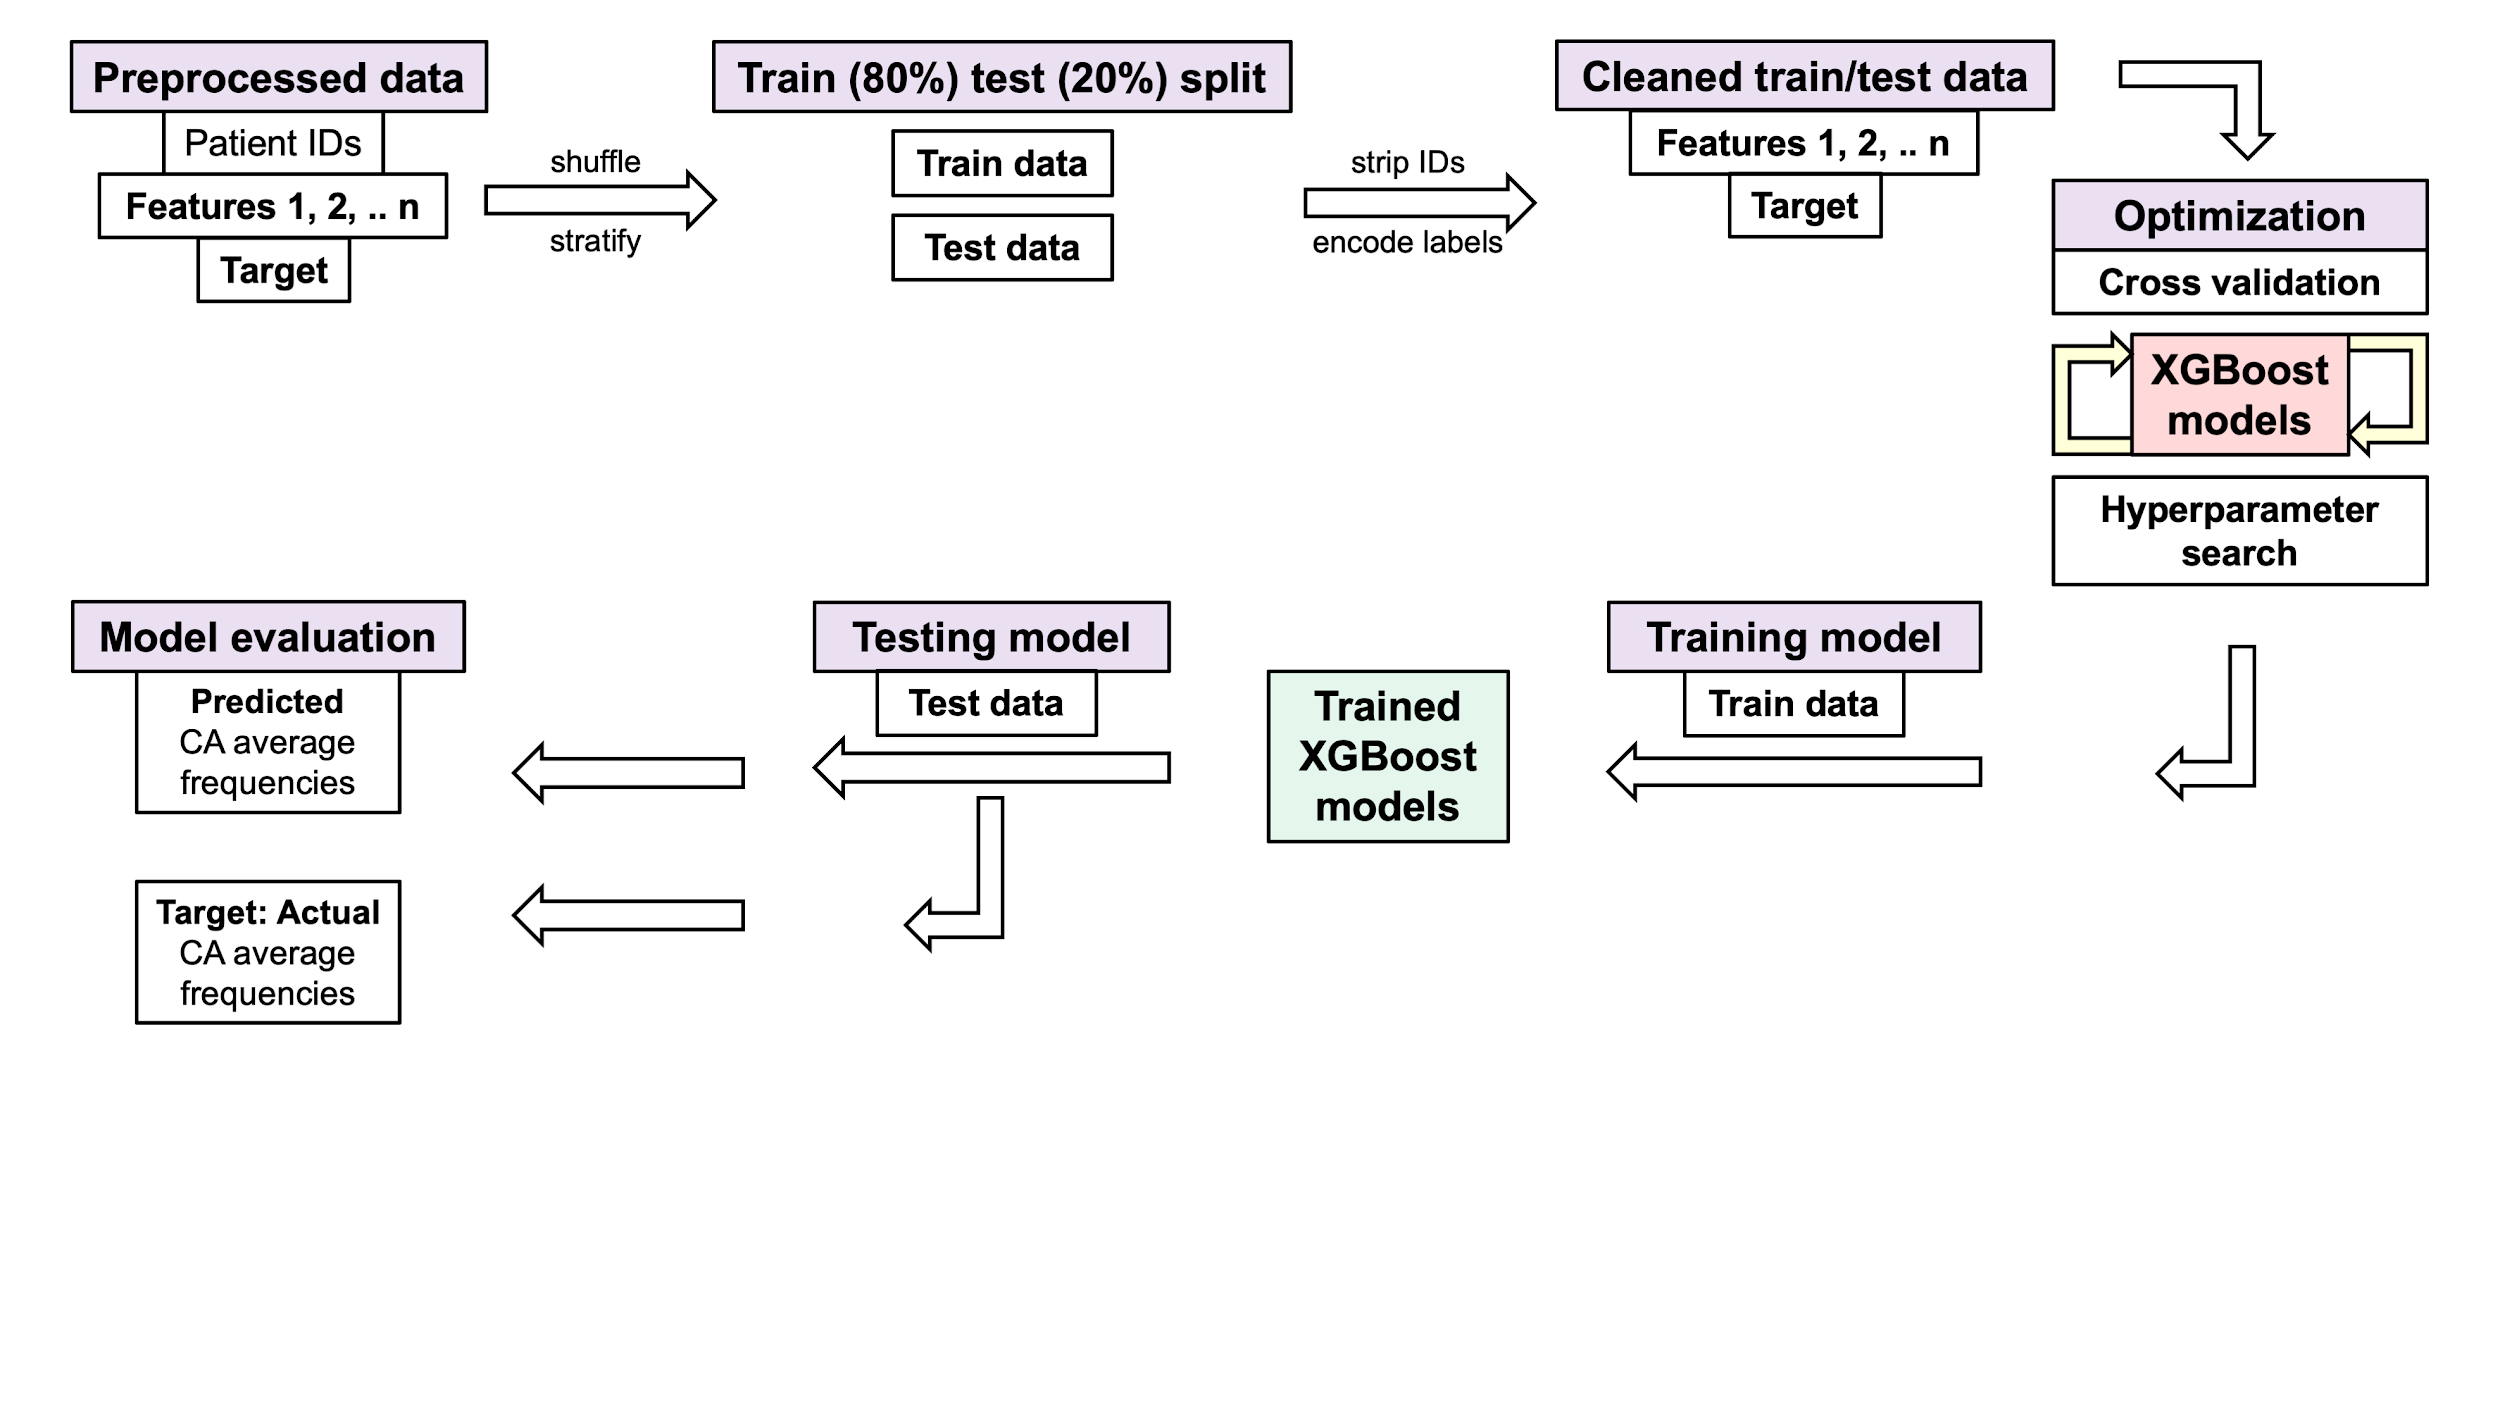 Preprocessed data
Patient IDs
Features 1, 2, .. n
Target
shuffle
stratify
Train (80%) test (20%) split
Train data
Test data
strip IDs
encode labels
Cleaned train/test data
Features 1, 2, .. n
Target
Optimization
Cross validation
XGBoost
models
Hyperparameter
search
Training model
Train data
Trained
XGBoost
models
Testing model
Test data
Model evaluation
Predicted
CA average
frequencies
Target: Actual
CA average
frequencies